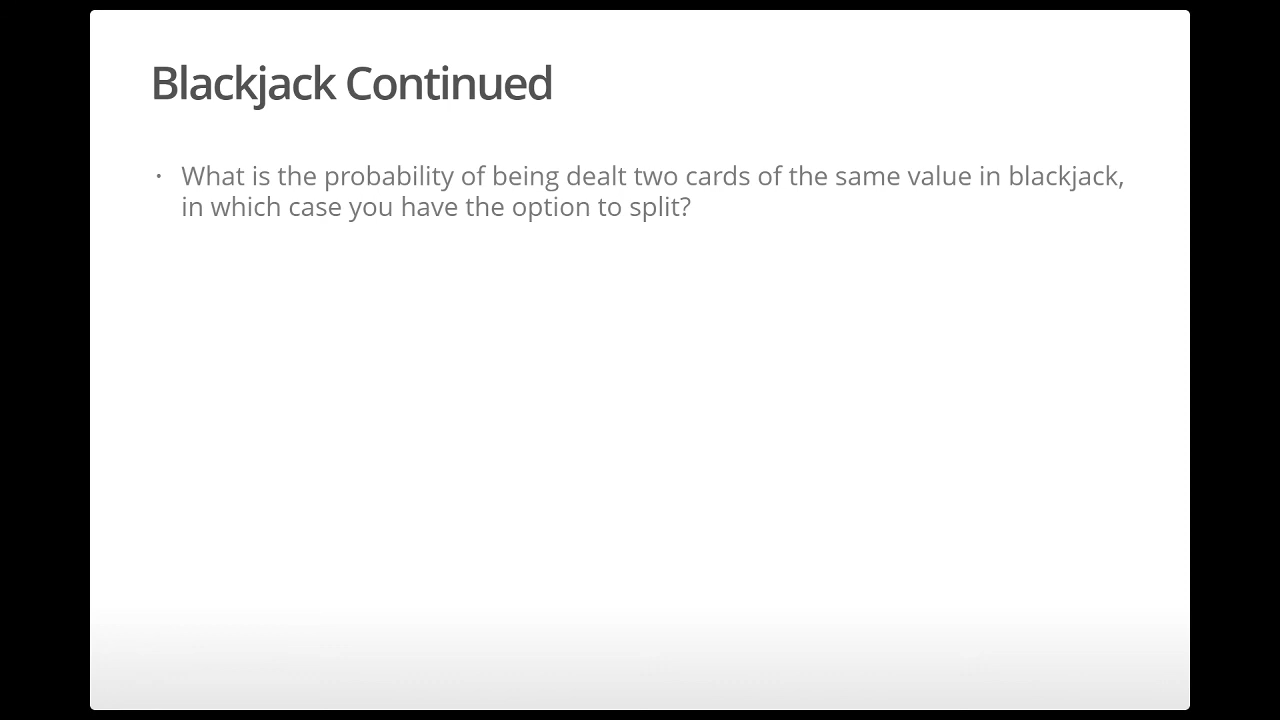 Blackjack Continued
· What is the probability of being dealt two cards of the same value in blackjack,
in which case you have the option to split?